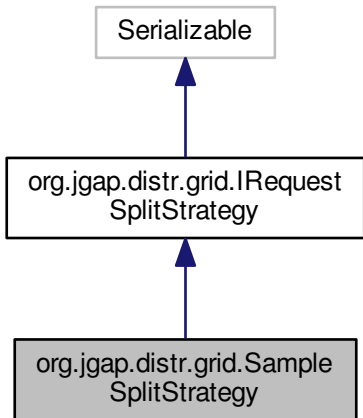 Serializable
org.jgap.distr.grid.IRequest
SplitStrategy
org.jgap.distr.grid.Sample
SplitStrategy